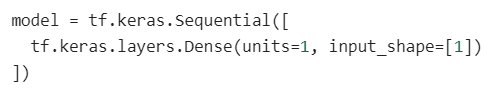 model = tf.keras.Sequential([
  tf.keras.layers.Dense(units=1, input_shape=[1])
])